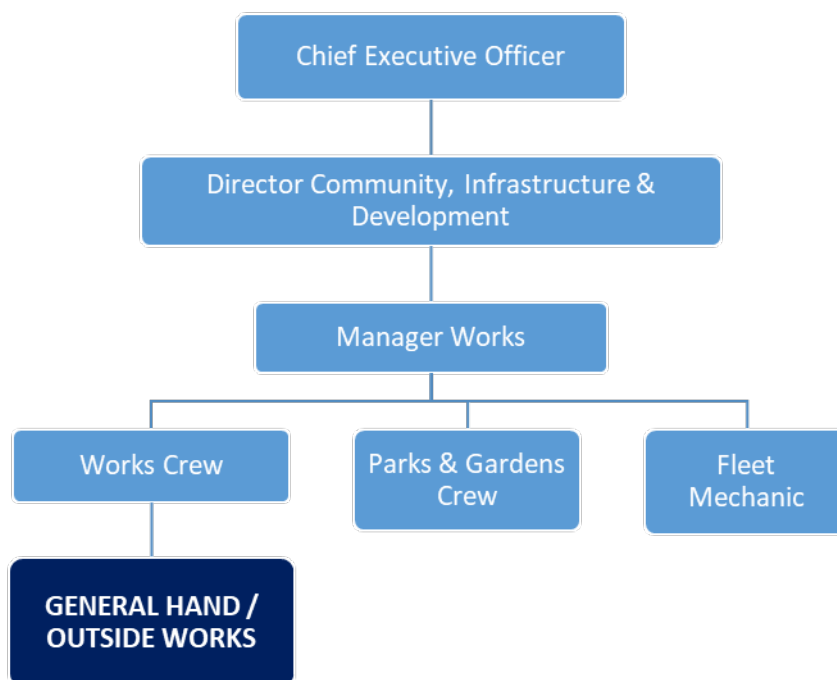 Chief Executive Officer
Director Community, Infrastructure &
Development
Manager Works
Works Crew
Parks & Gardens
Crew
Fleet
Mechanic
GENERAL HAND /
OUTSIDE WORKS